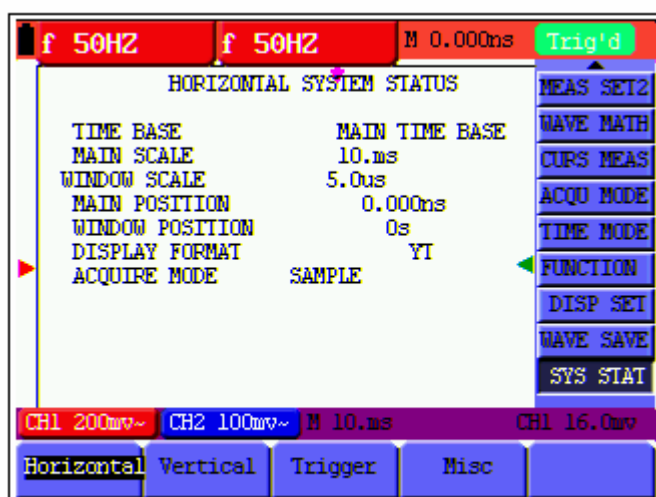 f 50HZ f 50HZ M 0.000ns Trig'd
HORIZONTAL SYSTEM STATUS
TIME BASE MAIN TIME BASE
MAIN SCALE 10.ms
WINDOW SCALE 5.0us
MAIN POSITION 0.000ns
WINDOW POSITION 0s
DISPLAY FORMAT YT
ACQUIRE MODE SAMPLE
MEAS SET2
WAVE MATH
CURS MEAS
ACQU MODE
TIME MODE
FUNCTION
DISP SET
WAVE SAVE
SYS STAT
CH1 200mv~ CH2 100mv~ M 10.ms CH1 16.0mv
Horizontal Vertical Trigger Misc